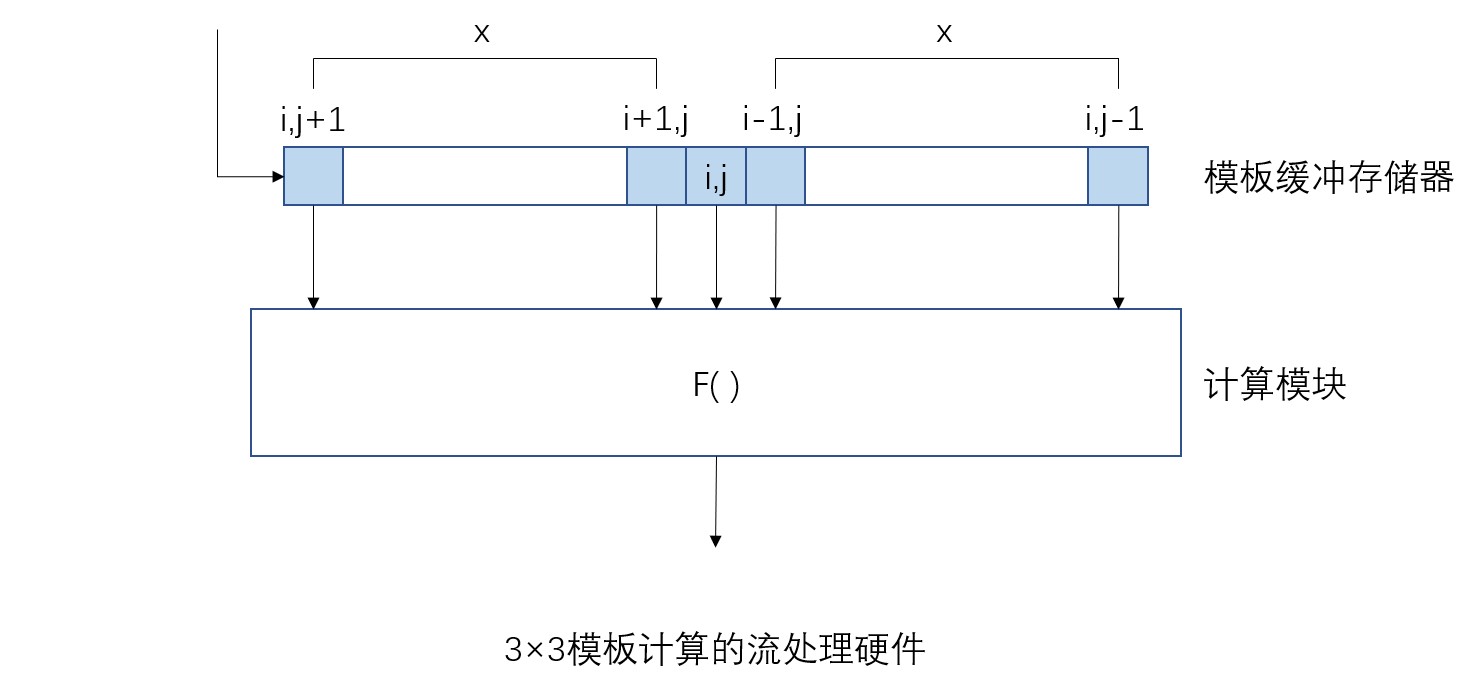 x x
i,j+1 i+1,j i-1,j i,j-1
i,j 模板缓冲存储器
F( ) 计算模块
3×3模板计算的流处理硬件